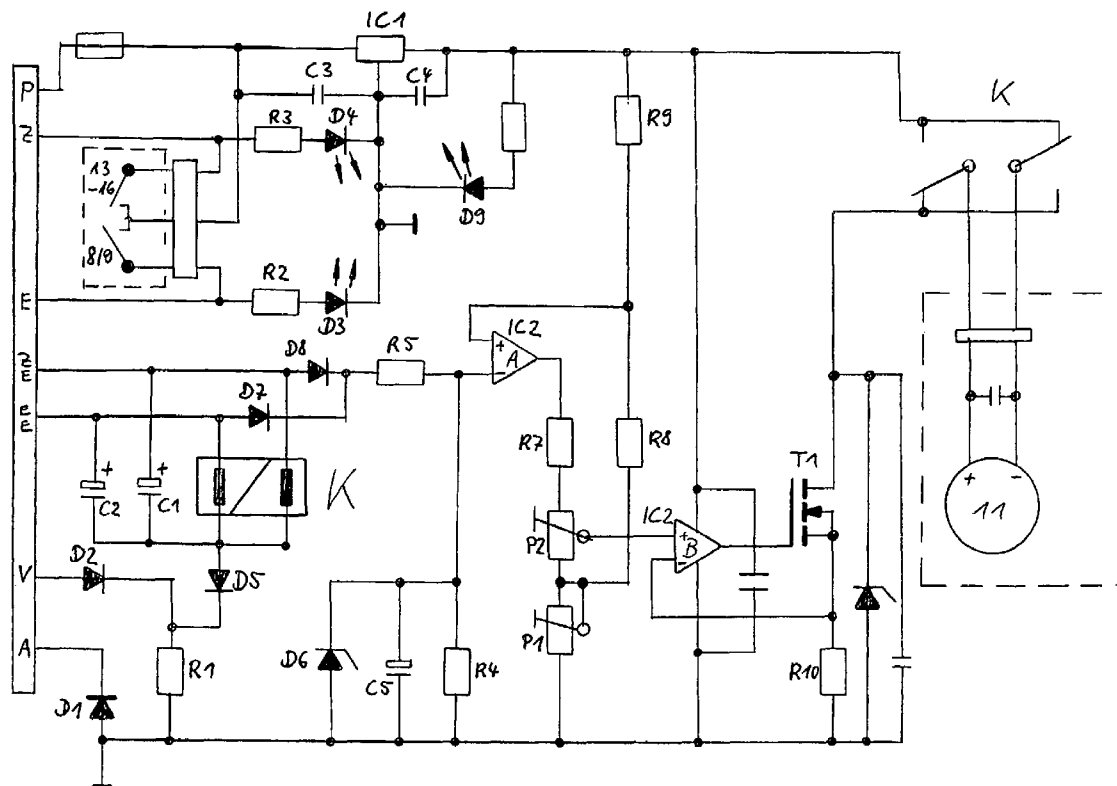 IC1
P
C3
C4
K
R3
D4
R9
Z
13
-16
D9
8/9
R2
E
D3
IC2
D8
R5
+
A
-
Z
E
D7
e
E
R7
R8
T1
+
+
K
C2
C1
+
-
11
IC2
P2
+
B
-
D2
V
D5
P1
A
R1
D6
C5
R4
R10
D1